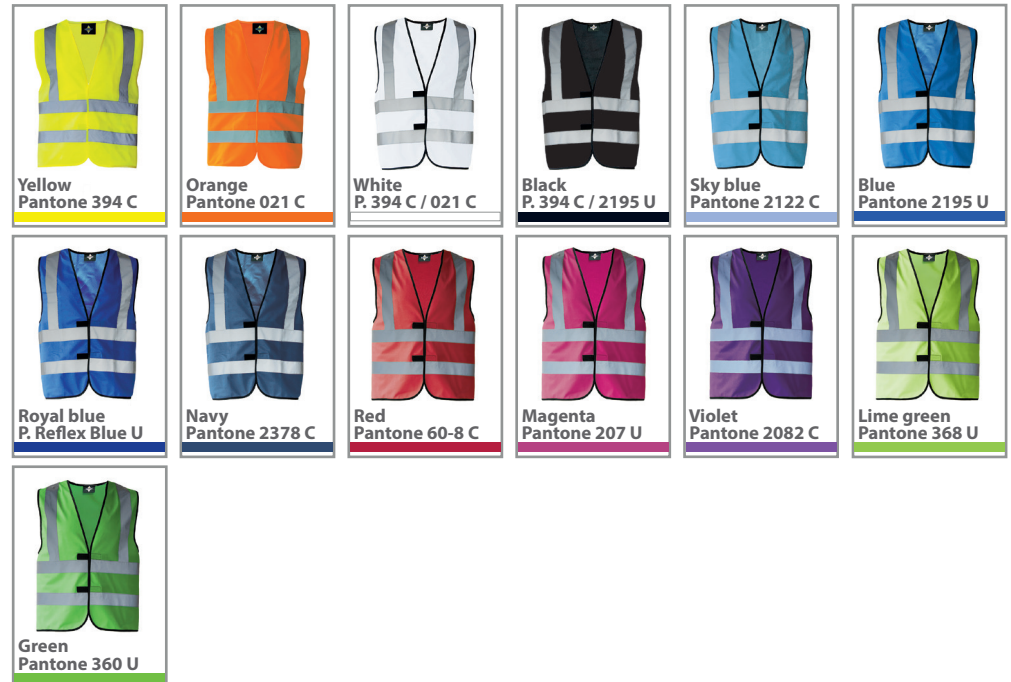 Yellow
Pantone 394 C
Orange
Pantone 021 C
White
P. 394 C / 021 C
Black
P. 394 C / 2195 U
Sky blue
Pantone 2122 C
Blue
Pantone 2195 U
Royal blue
P. Reflex Blue U
Navy
Pantone 2378 C
Red
Pantone 60-8 C
Magenta
Pantone 207 U
Violet
Pantone 2082 C
Lime green
Pantone 368 U
Green
Pantone 360 U